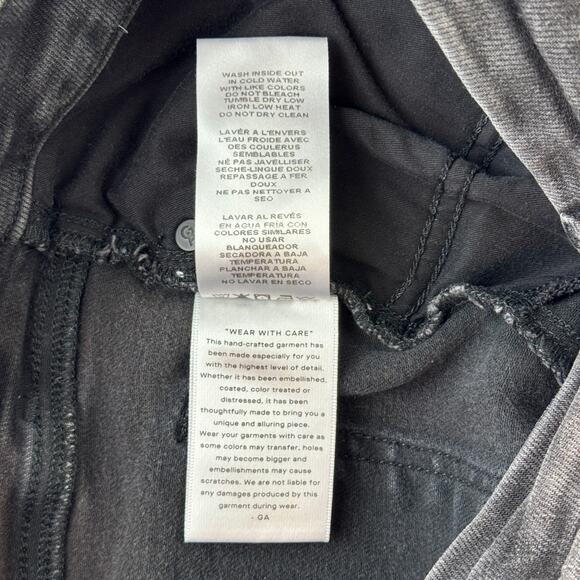 WASH INSIDE OUT
IN COLD WATER
WITH LIKE COLORS
DO NOT BLEACH
TUMBLE DRY LOW
IRON LOW HEAT
DO NOT DRY CLEAN
LAVÉR A L'ENVERS
L'EAU FROIDE AVEC
DES COULERUS
SEMBLABLES
NÉ PAS JAVÉLLISER
SECHE-LINGUE DOUX
REPASSAGE A FER
DOUX
NE PAS NETTOYER A
SEO
LAVAR AL REVÉS
EN AGUA FRIA CON
COLORES SIMILARES
NO USAR
BLANQUEADOR
SECADORA A BAJA
TEMPERATURA
PLANCHAR A BAJA
TEMPERATURA
NO LAVAR EN SECO
"WEAR WITH CARE"
This hand-crafted garment has
been made especially for you
with the highest level of detail.
Whether it has been embellished,
coated, color treated or
distressed, it has been
thoughtfully made to bring you a
unique and alluring piece.
Wear your garments with care as
some colors may transfer, holes
may become bigger and
embellishments may cause
scratches. We are not liable for
any damages produced by this
garment during wear.
- GA